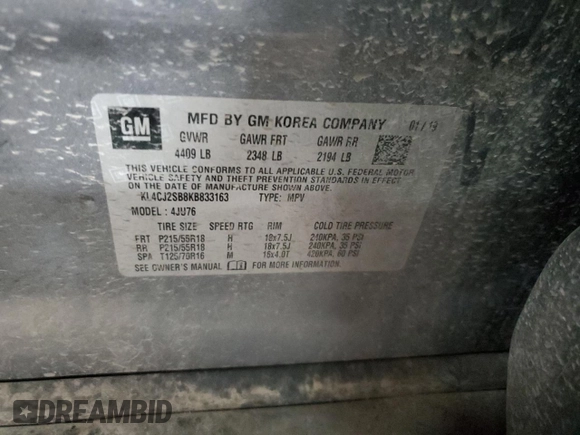 GM MFD BY GM KOREA COMPANY 01/19
GVWR GAWR FRT GAWR RR
4409 LB 2348 LB 2194 LB
THIS VEHICLE CONFORMS TO ALL APPLICABLE U.S. FEDERAL MOTOR
VEHICLE SAFETY AND THEFT PREVENTION STANDARDS IN EFFECT ON
THE DATE OF MANUFACTURE SHOWN ABOVE.
KL4CJ2SB8KB833163 TYPE: MPV
MODEL: 4JU76
TIRE SIZE SPEED RTG RIM COLD TIRE PRESSURE
FRT P215/55R18 H 18x7.5J 240KPA, 35 PSI
RR P215/55R18 H 18x7.5J 240KPA, 35 PSI
SPA T125/70R16 M 16x4.0T 420KPA, 60 PSI
SEE OWNER'S MANUAL FOR MORE INFORMATION.
DREAMBID